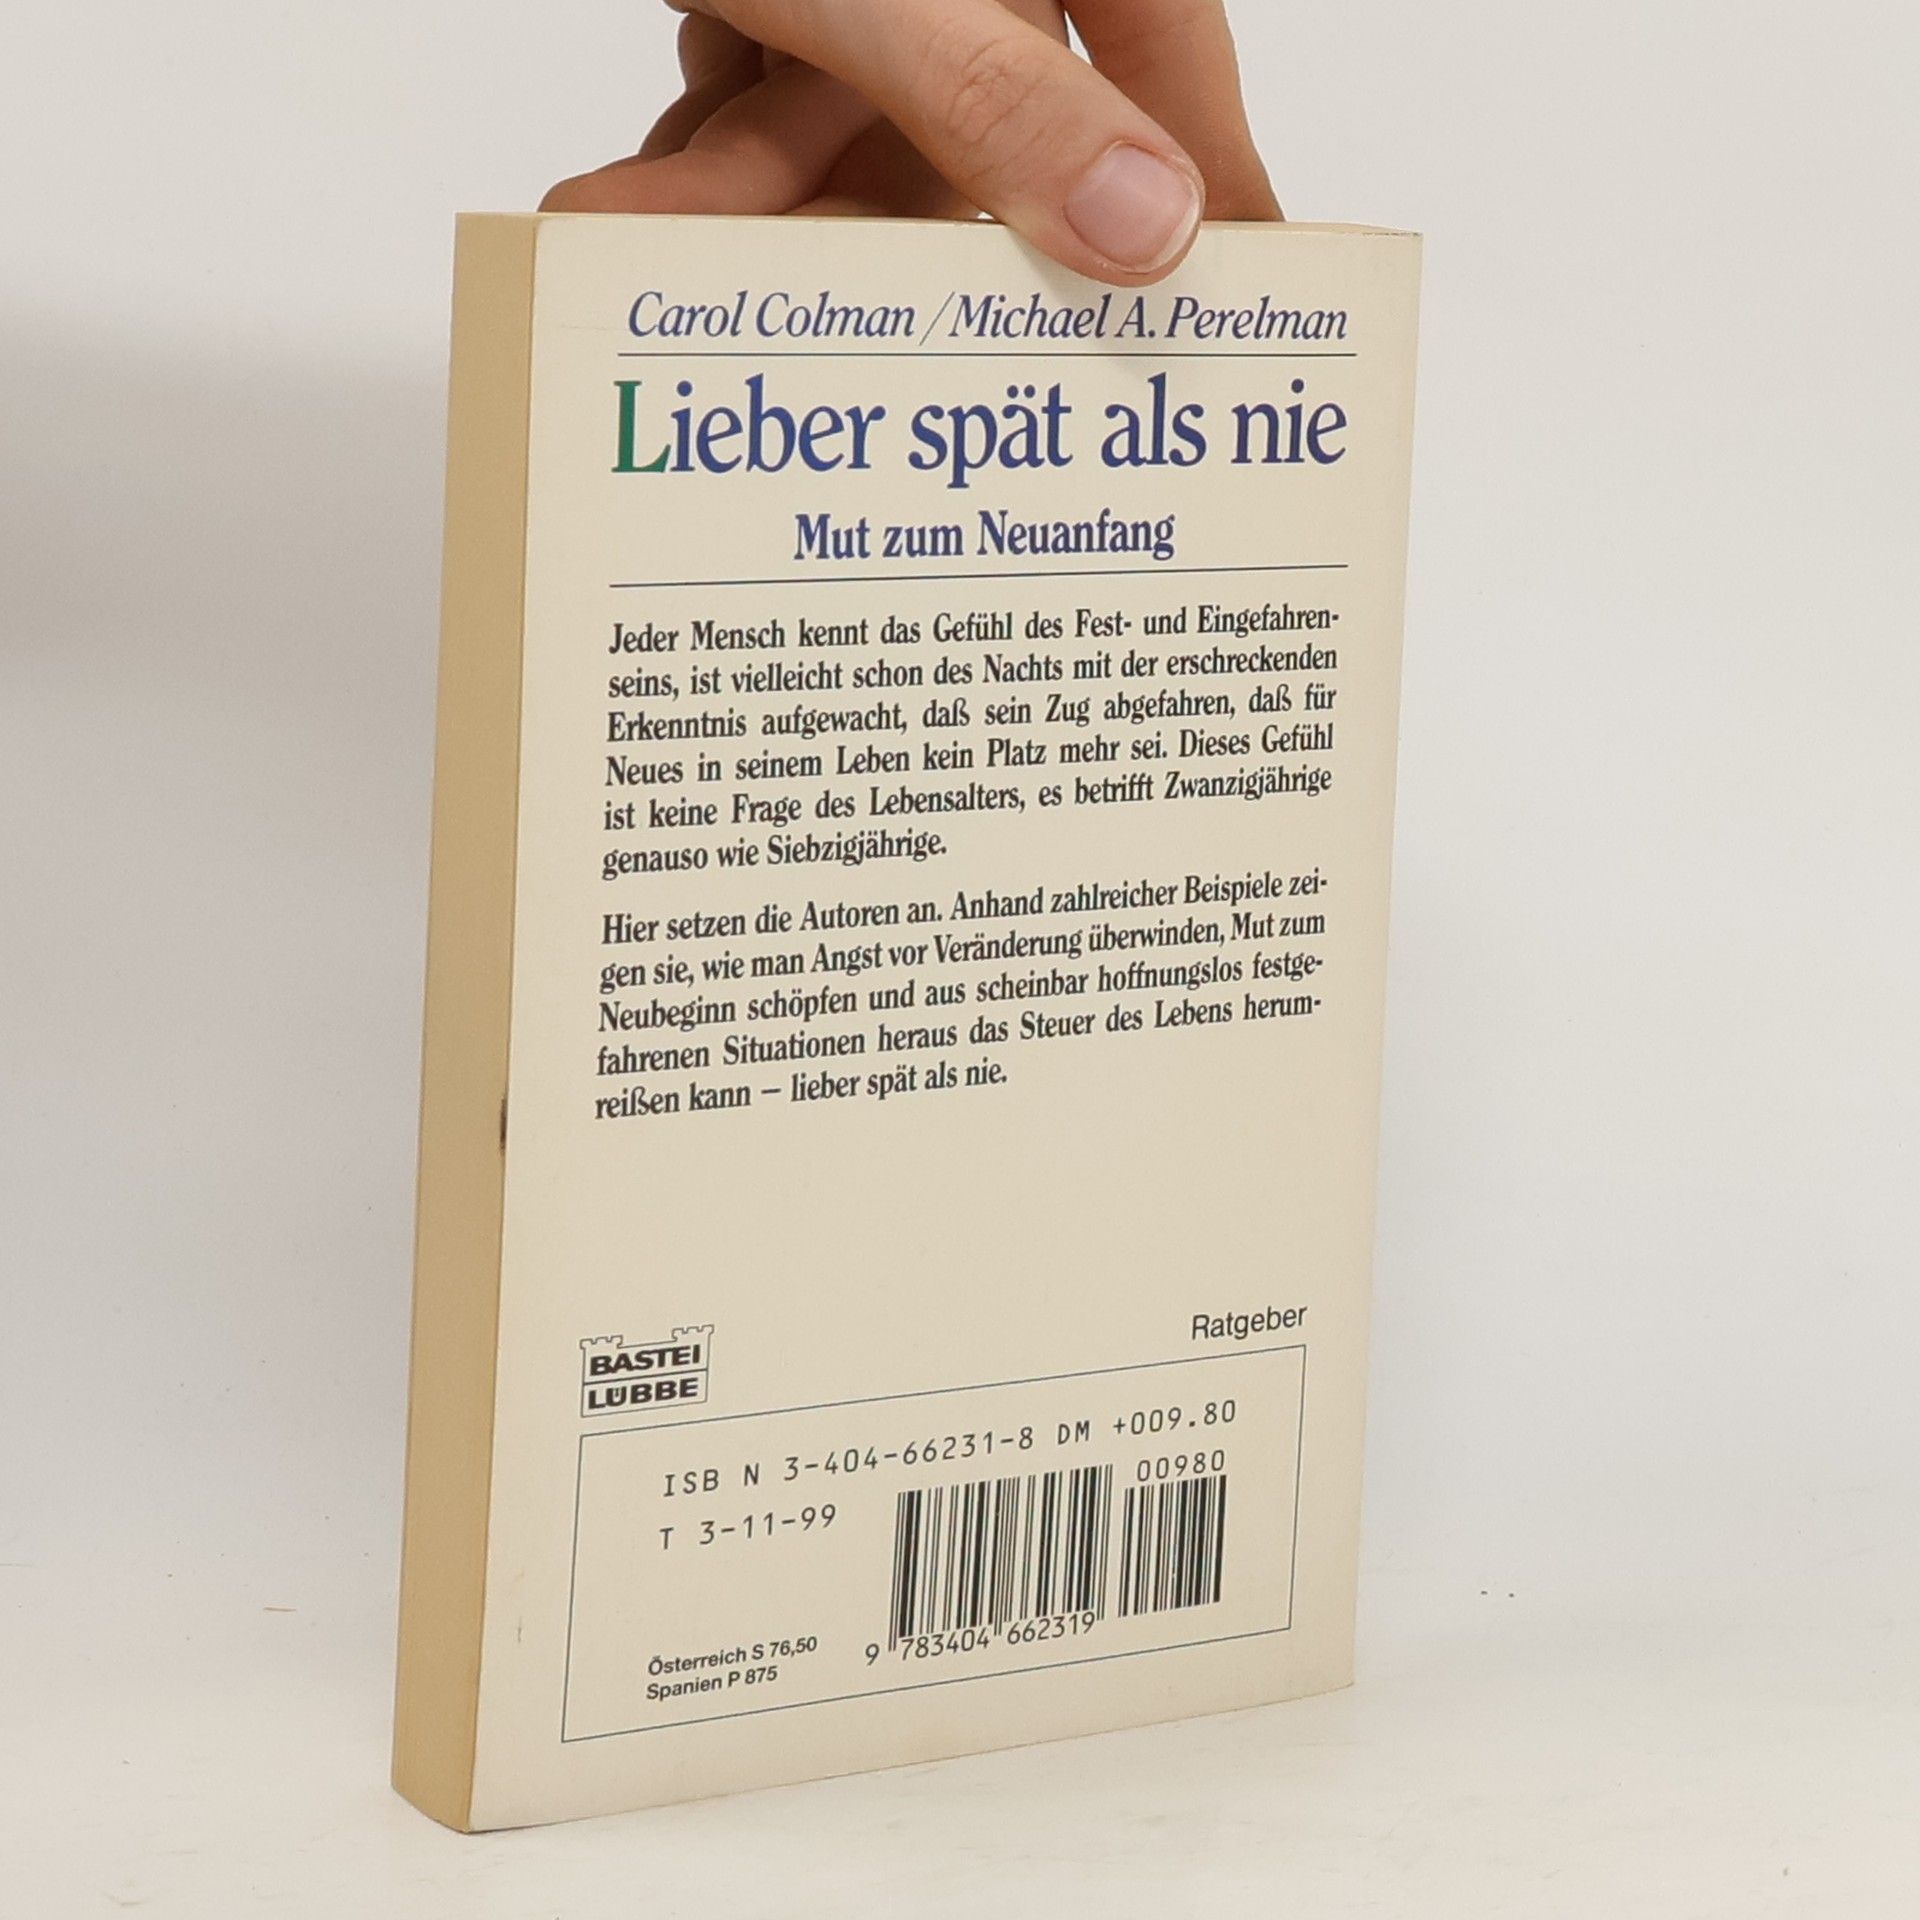 Carol Colman / Michael A. Perelman
Lieber spät als nie
Mut zum Neuanfang
Jeder Mensch kennt das Gefühl des Fest- und Eingefahren-
seins, ist vielleicht schon des Nachts mit der erschreckenden
Erkenntnis aufgewacht, daß sein Zug abgefahren, daß für
Neues in seinem Leben kein Platz mehr sei. Dieses Gefühl
ist keine Frage des Lebensalters, es betrifft Zwanzigjährige
genauso wie Siebzigjährige.
Hier setzen die Autoren an. Anhand zahlreicher Beispiele zei-
gen sie, wie man Angst vor Veränderung überwinden, Mut zum
Neubeginn schöpfen und aus scheinbar hoffnungslos festge-
fahrenen Situationen heraus das Steuer des Lebens herum-
reißen kann – lieber spät als nie.
BASTEI
LÜBBE
Ratgeber
ISB N 3-404-66231-8 DM +009.80
00980
T 3-11-99
Österreich S 76,50
Spanien P 875
9 783404 662319